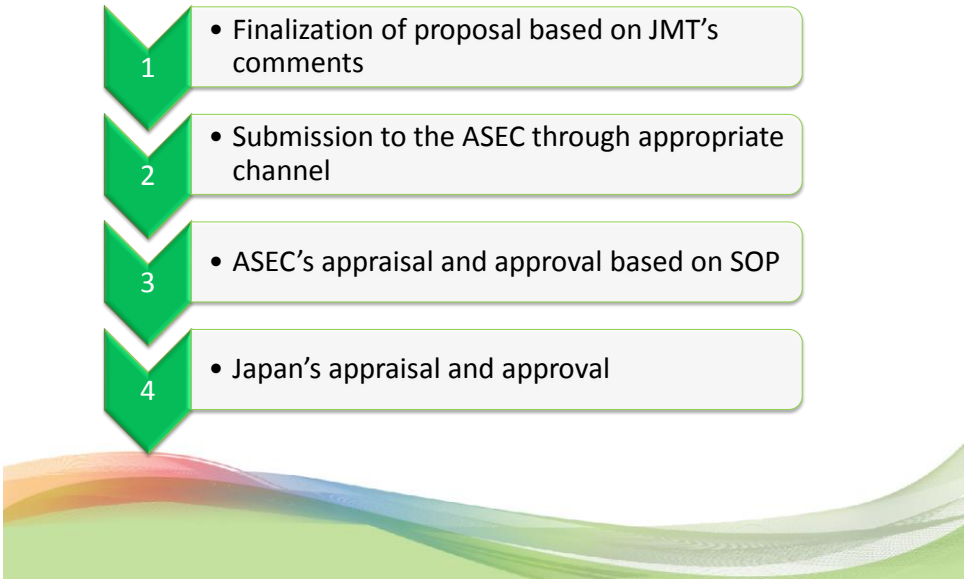 1
• Finalization of proposal based on JMT’s
comments
2
• Submission to the ASEC through appropriate
channel
3
• ASEC’s appraisal and approval based on SOP
4
• Japan’s appraisal and approval